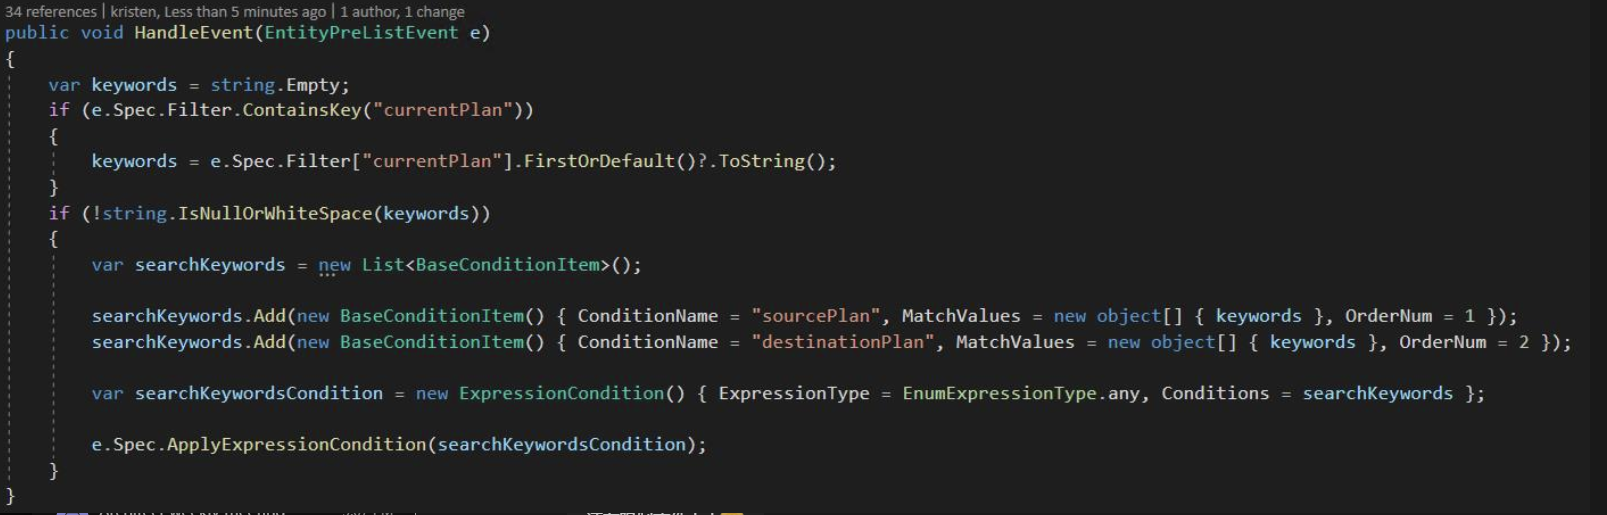 34 references | kristen, Less than 5 minutes ago | 1 author, 1 change
public void HandleEvent(EntityPreListEvent e)
{
    var keywords = string.Empty;
    if (e.Spec.Filter.ContainsKey("currentPlan"))
    {
        keywords = e.Spec.Filter["currentPlan"].FirstOrDefault()?.ToString();
    }
    if (!string.IsNullOrWhiteSpace(keywords))
    {
        var searchKeywords = new List<BaseConditionItem>();
        searchKeywords.Add(new BaseConditionItem() { ConditionName = "sourcePlan", MatchValues = new object[] { keywords }, OrderNum = 1 });
        searchKeywords.Add(new BaseConditionItem() { ConditionName = "destinationPlan", MatchValues = new object[] { keywords }, OrderNum = 2 });
        var searchKeywordsCondition = new ExpressionCondition() { ExpressionType = EnumExpressionType.any, Conditions = searchKeywords };
        e.Spec.ApplyExpressionCondition(searchKeywordsCondition);
    }
}